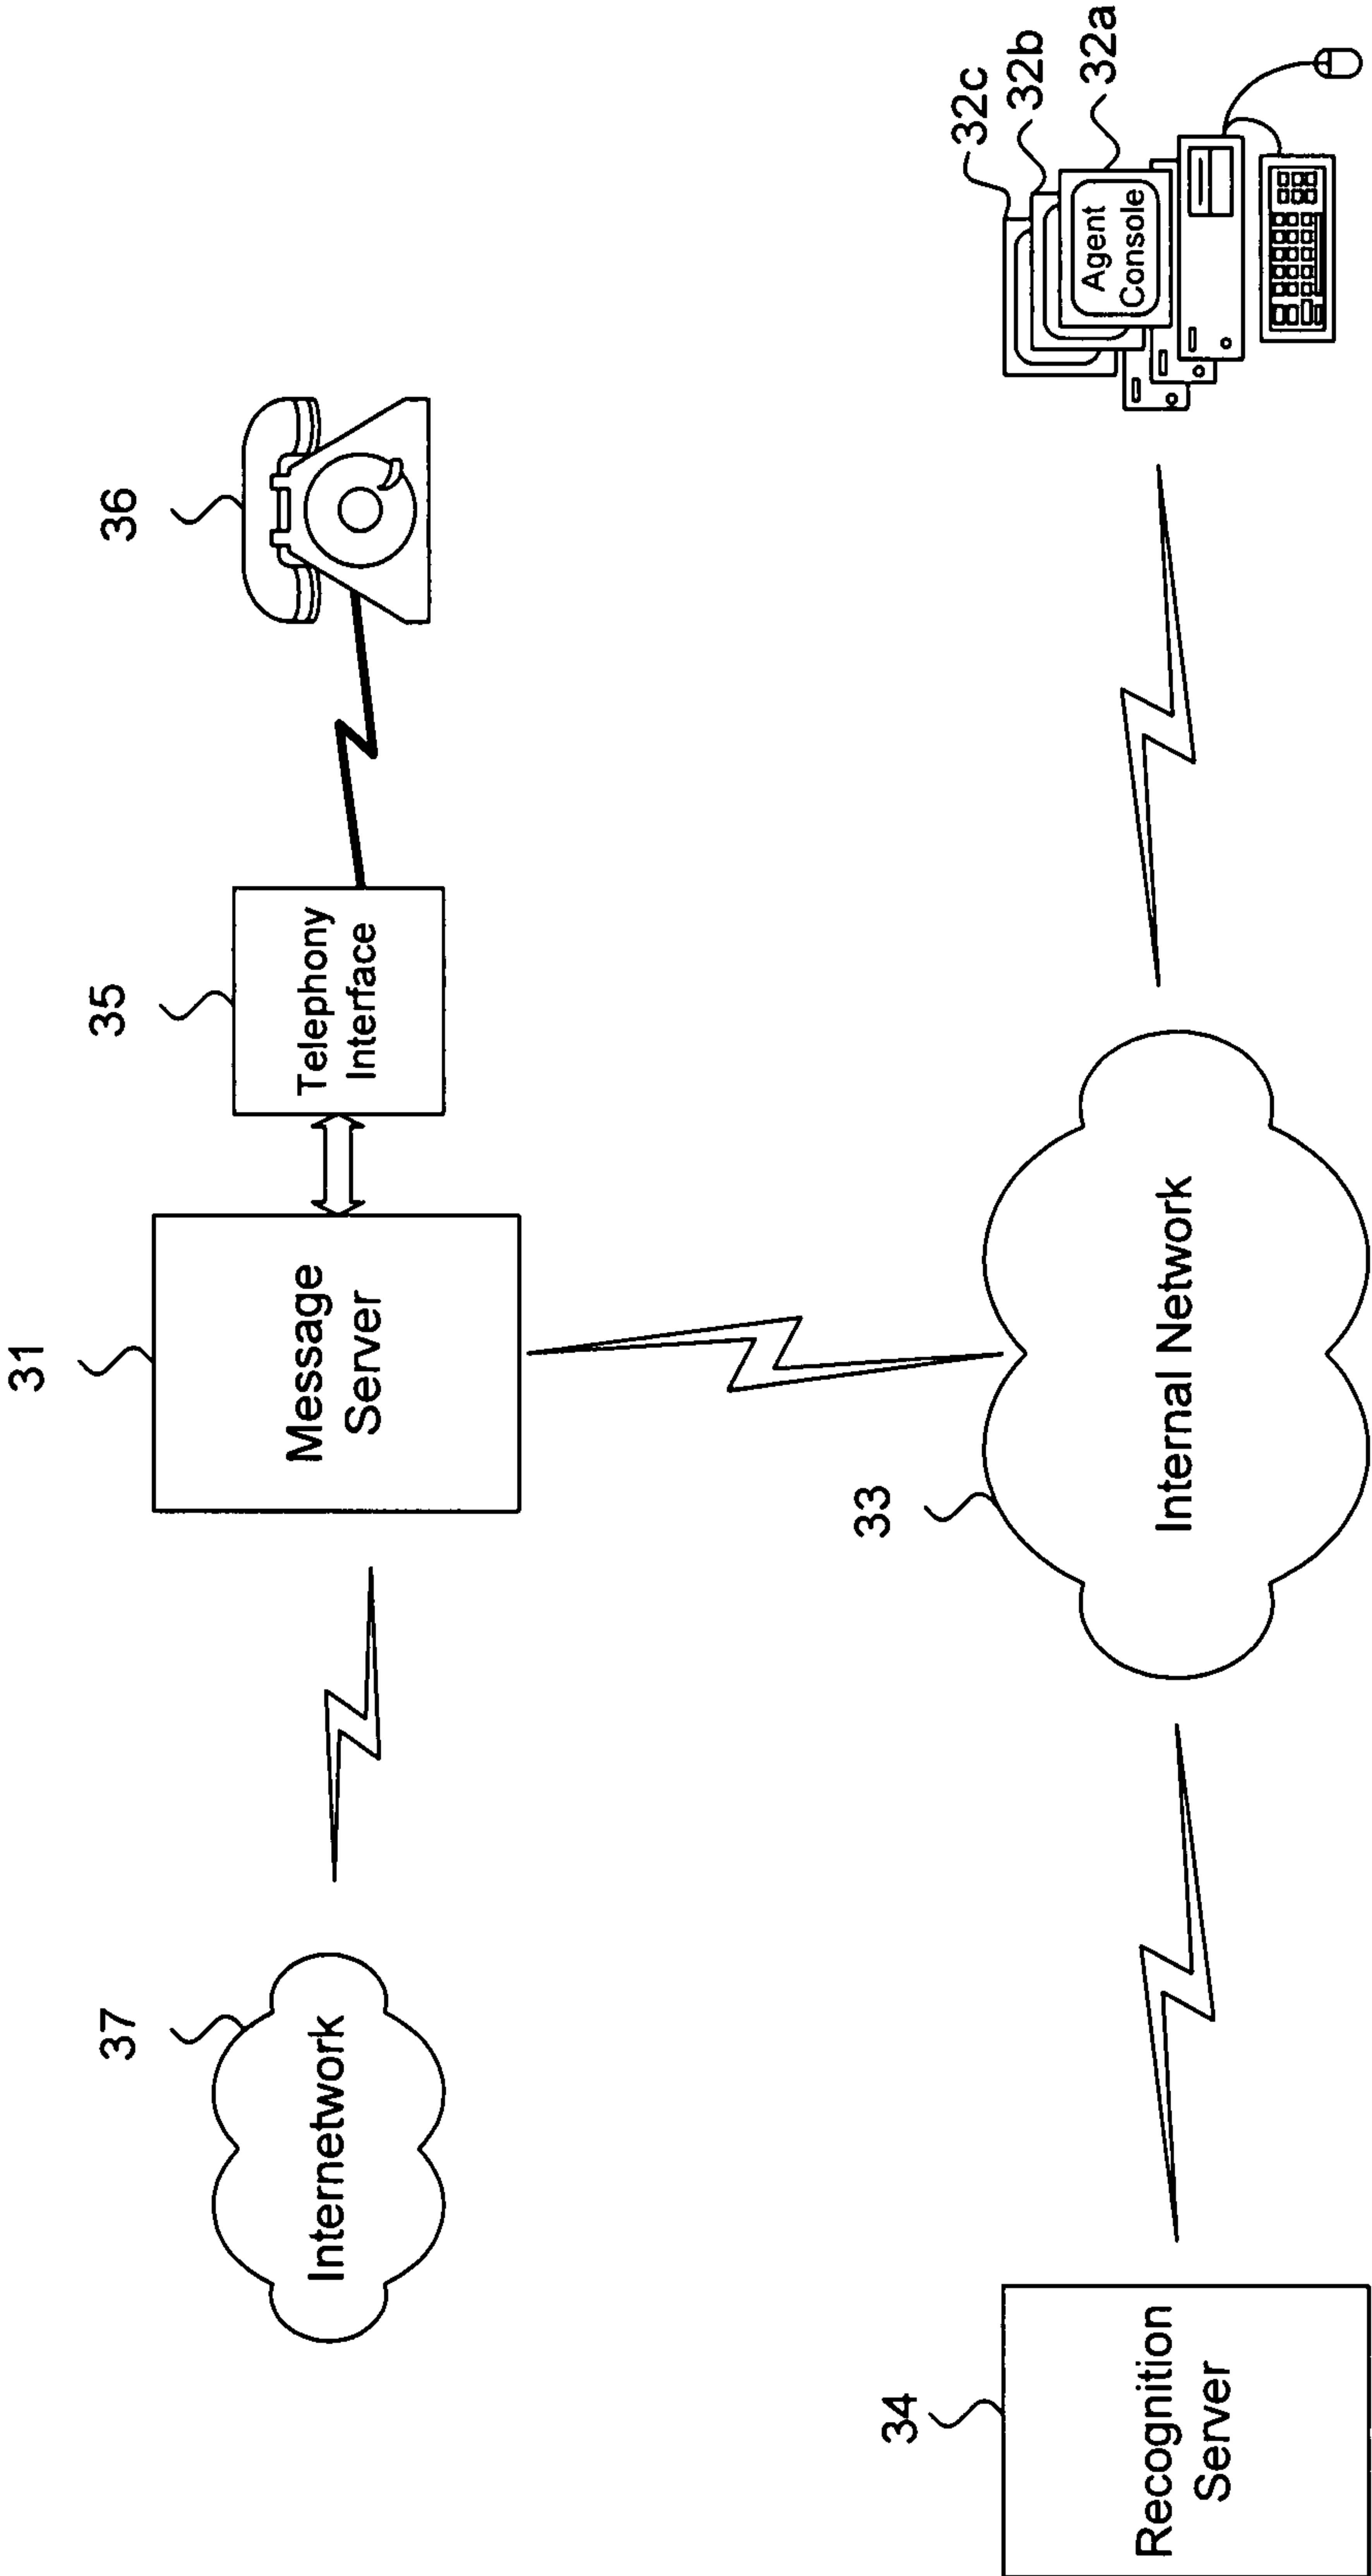 31
Message
Server
35
Telephony
Interface
36
37
Internetwork
33
Internal Network
34
Recognition
Server
32c
32b
32a
Agent
Console